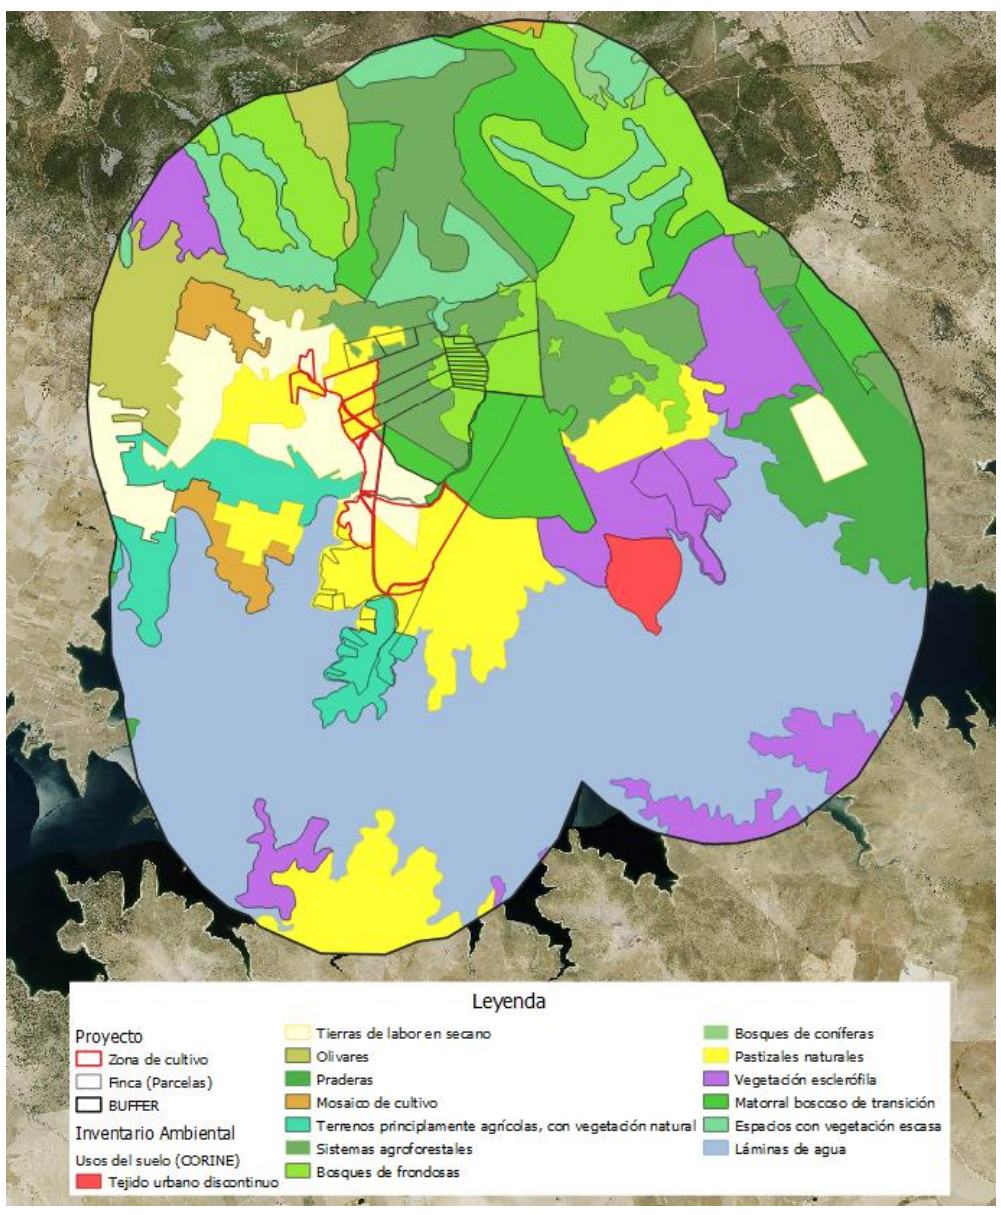 Leyenda
Proyecto
Zona de cultivo
Finca (Parcelas)
BUFFER
Inventario Ambiental
Usos del suelo (CORINE)
Tejido urbano discontinuo
Tierras de labor en secano
Olivares
Praderas
Mosaico de cultivo
Terrenos principlamente agrícolas, con vegetación natural
Sistemas agroforestales
Bosques de frondosas
Bosques de coníferas
Pastizales naturales
Vegetación esclerófila
Matorral boscoso de transición
Espacios con vegetación escasa
Láminas de agua